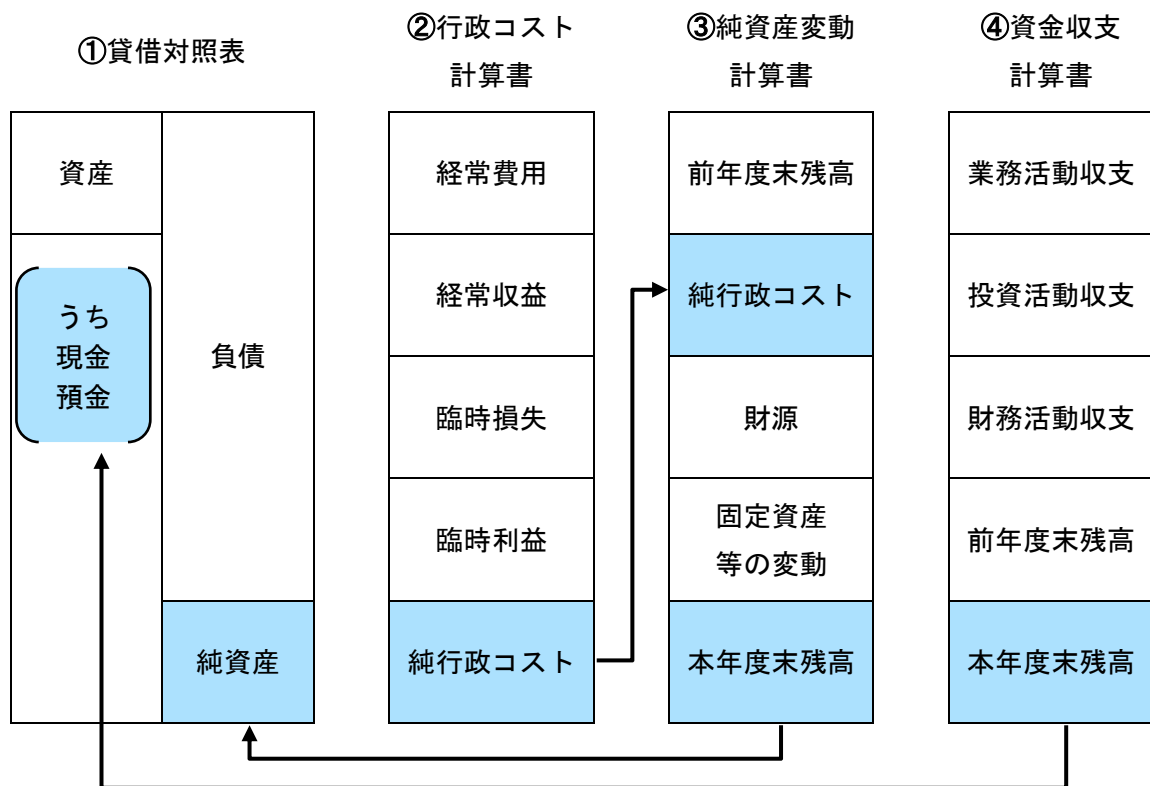 ①貸借対照表
②行政コスト
計算書
③純資産変動
計算書
④資金収支
計算書
資産
うち
現金
預金
負債
純資産
経常費用
経常収益
臨時損失
臨時利益
純行政コスト
前年度末残高
純行政コスト
財源
固定資産
等の変動
本年度末残高
業務活動収支
投資活動収支
財務活動収支
前年度末残高
本年度末残高